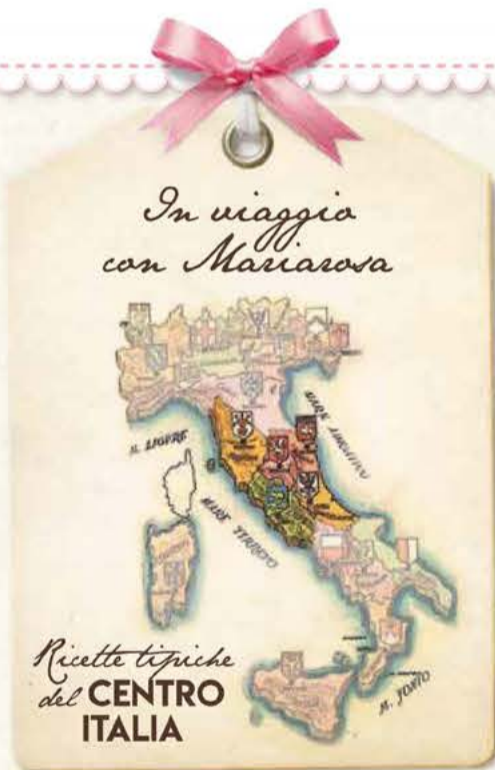 In viaggio
con Mariarosa
M. LIGURE
MARE ADRIATICO
MARE TIRRENO
M. JONIO
Ricette tipiche
del CENTRO
ITALIA